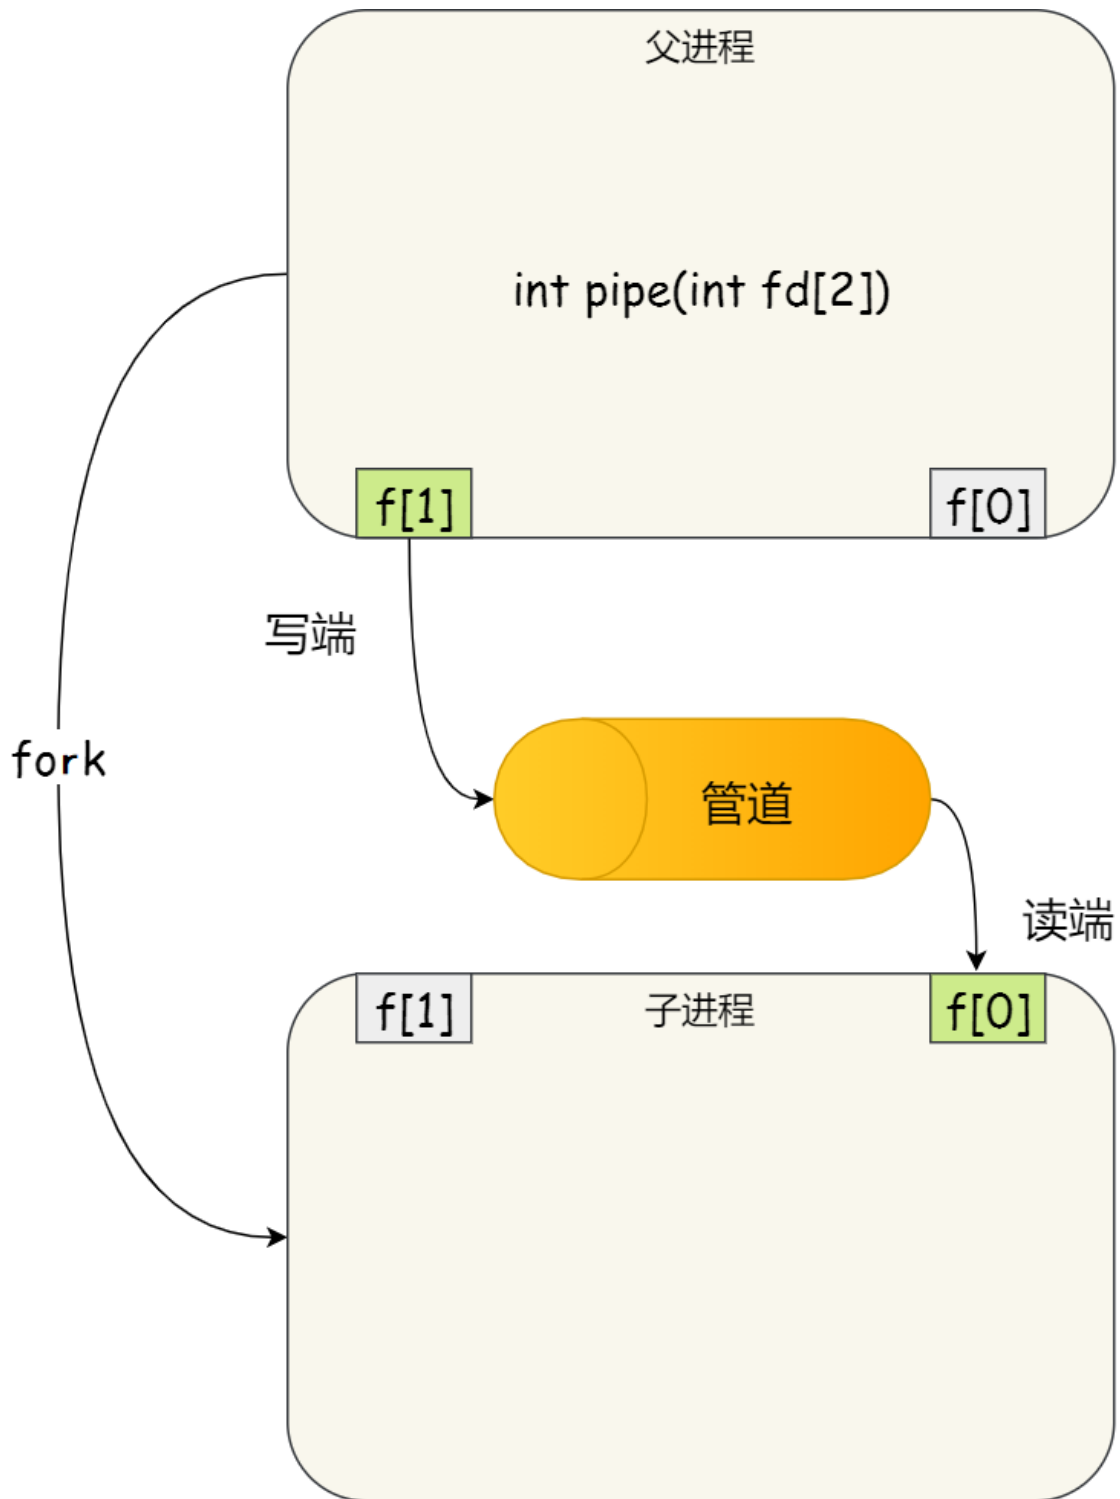 父进程
int pipe(int fd[2])
f[1]
f[0]
写端
fork
管道
读端
f[1]
子进程
f[0]